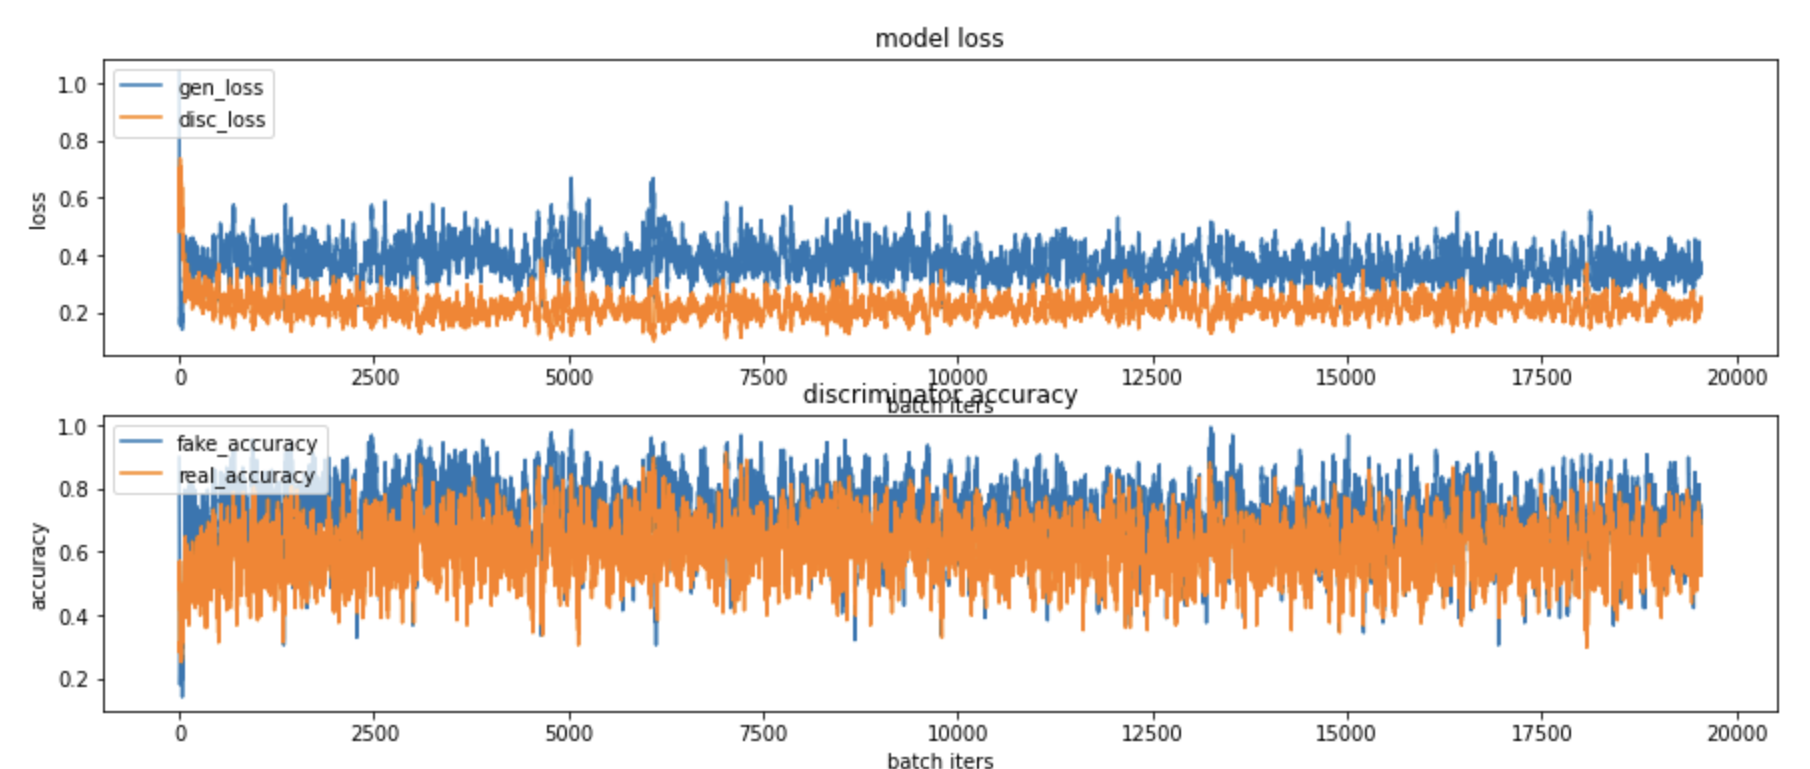 model loss
gen_loss
disc_loss
loss
1.0
0.8
0.6
0.4
0.2
0 2500 5000 7500 10000 12500 15000 17500 20000
batch iters
discriminator accuracy
fake_accuracy
real_accuracy
accuracy
1.0
0.8
0.6
0.4
0.2
0 2500 5000 7500 10000 12500 15000 17500 20000
batch iters